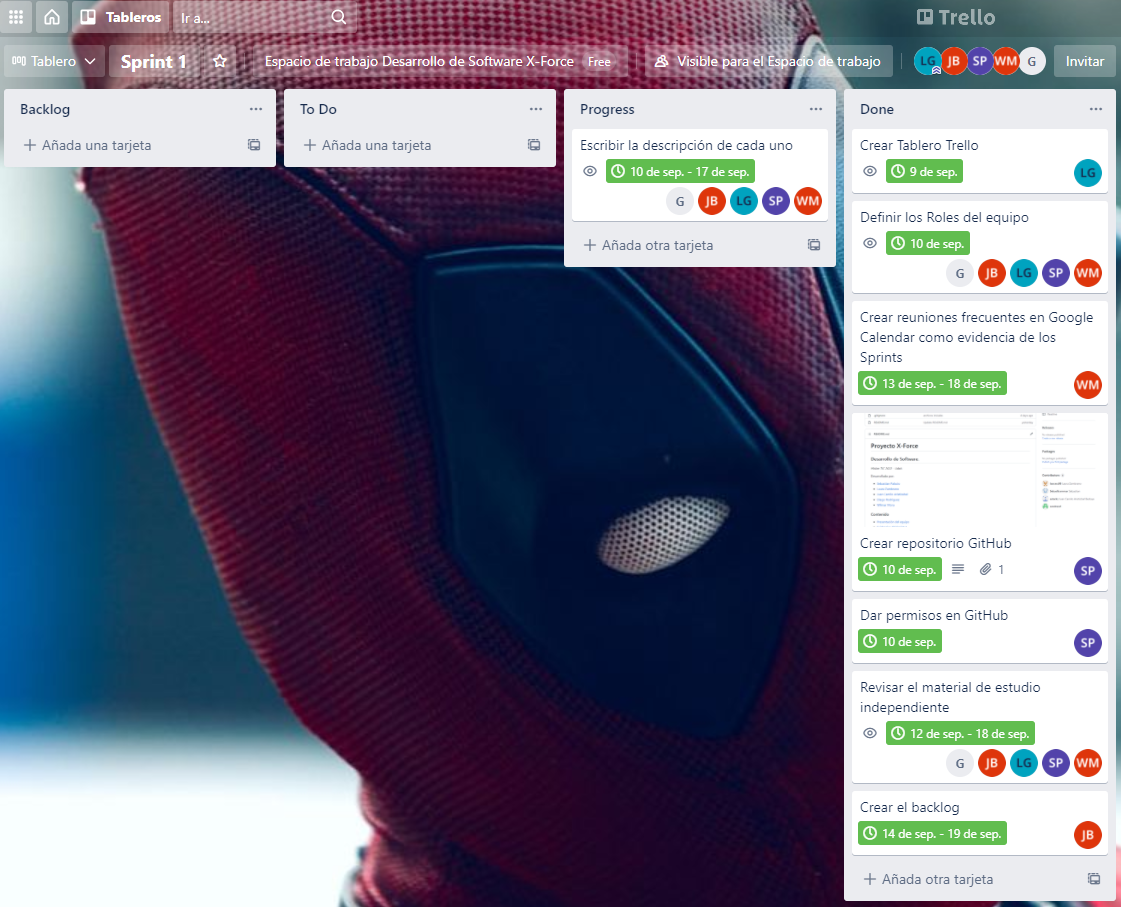 Tableros
Ir a...
Trello
Tablero
Sprint 1
Espacio de trabajo Desarrollo de Software X-Force Free
Visible para el Espacio de trabajo
LG JB SP WM G
Invitar
Backlog
Añada una tarjeta
To Do
Añada una tarjeta
Progress
Escribir la descripción de cada uno
10 de sep. - 17 de sep.
G JB LG SP WM
Añada otra tarjeta
Done
Crear Tablero Trello
9 de sep.
LG
Definir los Roles del equipo
10 de sep.
G JB LG SP WM
Crear reuniones frecuentes en Google
Calendar como evidencia de los
Sprints
13 de sep. - 18 de sep.
WM
Proyecto X-Force
Desarrollo de Software
Crear repositorio GitHub
10 de sep.
1
SP
Dar permisos en GitHub
10 de sep.
SP
Revisar el material de estudio
independiente
12 de sep. - 18 de sep.
G JB LG SP WM
Crear el backlog
14 de sep. - 19 de sep.
JB
Añada otra tarjeta